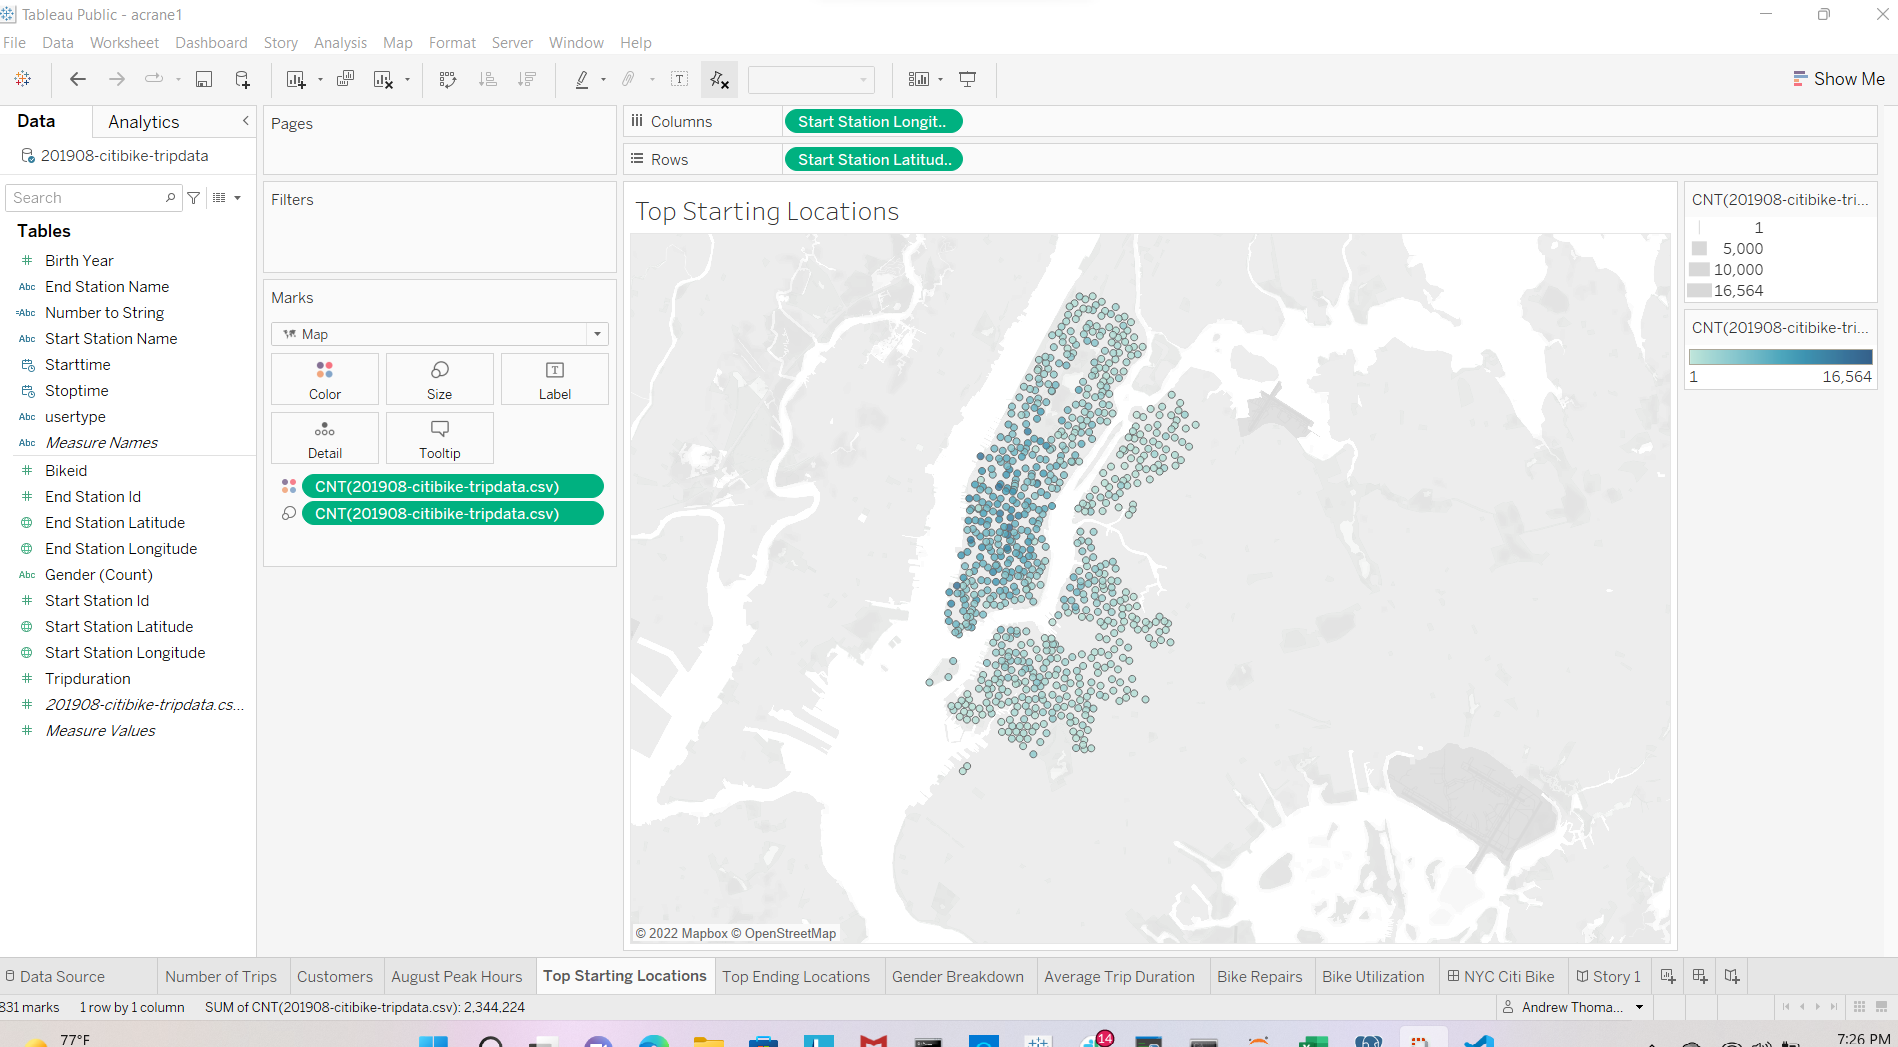 Tableau Public - acrane1
File Data Worksheet Dashboard Story Analysis Map Format Server Window Help
Show Me
Data Analytics
201908-citibike-tripdata
Search
Tables
# Birth Year
Abc End Station Name
=Abc Number to String
Abc Start Station Name
Starttime
Stoptime
Abc usertype
Abc Measure Names
# Bikeid
# End Station Id
End Station Latitude
End Station Longitude
Abc Gender (Count)
# Start Station Id
Start Station Latitude
Start Station Longitude
# Tripduration
# 201908-citibike-tripdata.cs...
# Measure Values
Pages
Filters
Marks
Map
Color Size Label
Detail Tooltip
CNT(201908-citibike-tripdata.csv)
CNT(201908-citibike-tripdata.csv)
Columns Start Station Longit..
Rows Start Station Latitud..
Top Starting Locations
© 2022 Mapbox © OpenStreetMap
CNT(201908-citibike-tri...
1
5,000
10,000
16,564
CNT(201908-citibike-tri...
1 16,564
Data Source Number of Trips Customers August Peak Hours Top Starting Locations Top Ending Locations Gender Breakdown Average Trip Duration Bike Repairs Bike Utilization NYC Citi Bike Story 1
831 marks 1 row by 1 column SUM of CNT(201908-citibike-tripdata.csv): 2,344,224 Andrew Thoma...
77°F 14 7:26 PM